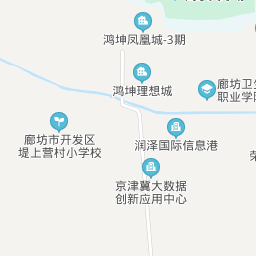 鸿坤凤凰城-3期
鸿坤理想城
廊坊卫生
职业学院
廊坊市开发区
堤上营村小学校
润泽国际信息港
京津冀大数据
创新应用中心